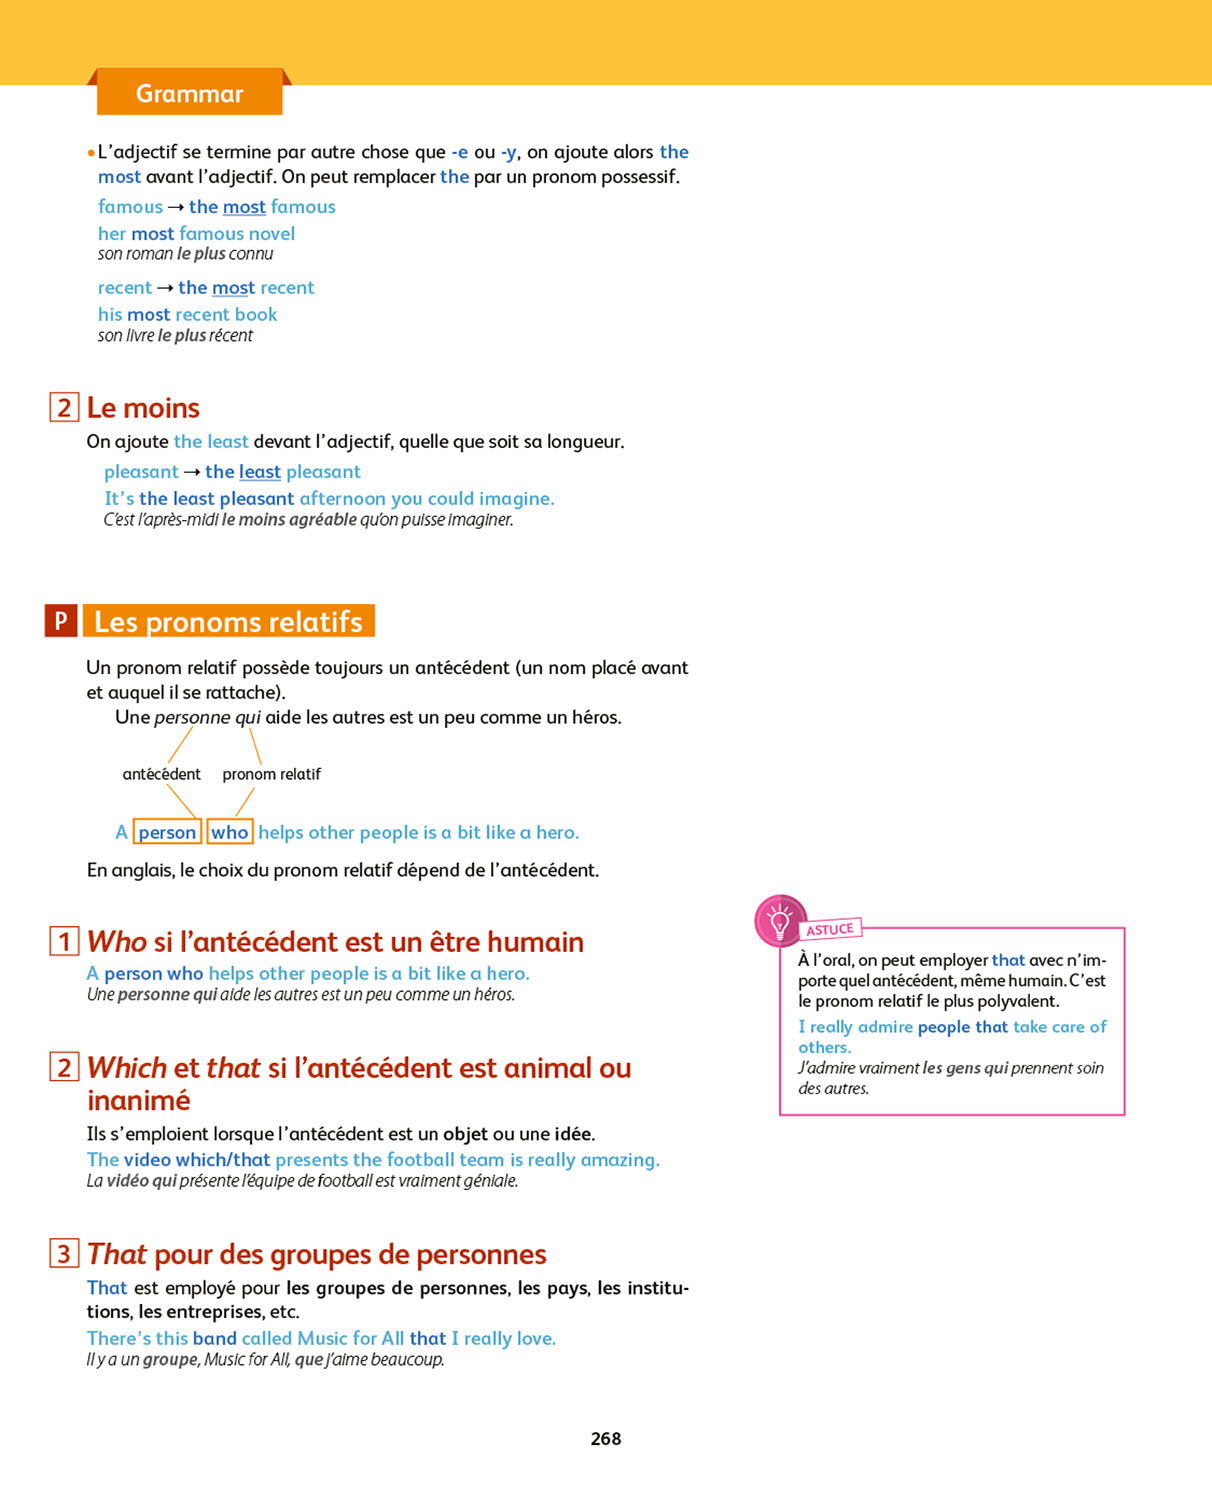 Grammar
•L’adjectif se termine par autre chose que -e ou -y, on ajoute alors the
most avant l’adjectif. On peut remplacer the par un pronom possessif.
famous → the most famous
her most famous novel
son roman le plus connu
recent → the most recent
his most recent book
son livre le plus récent
2 Le moins
On ajoute the least devant l’adjectif, quelle que soit sa longueur.
pleasant → the least pleasant
It’s the least pleasant afternoon you could imagine.
C’est l’après-midi le moins agréable qu’on puisse imaginer.
P Les pronoms relatifs
Un pronom relatif possède toujours un antécédent (un nom placé avant
et auquel il se rattache).
Une personne qui aide les autres est un peu comme un héros.
antécédent pronom relatif
A person who helps other people is a bit like a hero.
En anglais, le choix du pronom relatif dépend de l’antécédent.
1 Who si l’antécédent est un être humain
A person who helps other people is a bit like a hero.
Une personne qui aide les autres est un peu comme un héros.
2 Which et that si l’antécédent est animal ou
inanimé
Ils s’emploient lorsque l’antécédent est un objet ou une idée.
The video which/that presents the football team is really amazing.
La vidéo qui présente l’équipe de football est vraiment géniale.
3 That pour des groupes de personnes
That est employé pour les groupes de personnes, les pays, les institu-
tions, les entreprises, etc.
There’s this band called Music for All that I really love.
Il y a un groupe, Music for All, que j’aime beaucoup.
ASTUCE
À l’oral, on peut employer that avec n’im-
porte quel antécédent, même humain. C’est
le pronom relatif le plus polyvalent.
I really admire people that take care of
others.
J’admire vraiment les gens qui prennent soin
des autres.
268